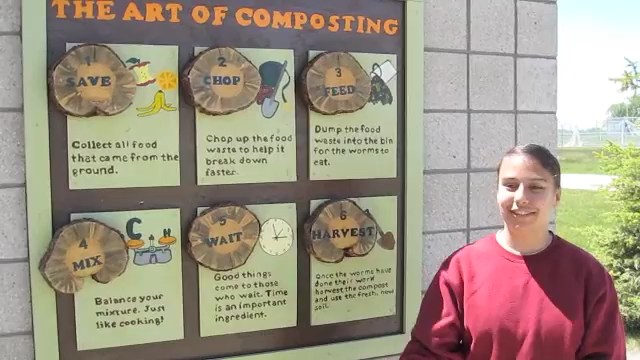 THE ART OF COMPOSTING
1
SAVE
Collect all food
that came from the
ground.
2
CHOP
Chop up the food
waste to help it
break down
faster.
3
FEED
Dump the food
waste into the bin
for the worms to
eat.
4
MIX
C N
Balance your
mixture. Just
like cooking!
5
WAIT
Good things
come to those
who wait. Time
is an important
ingredient.
6
HARVEST
Once the worms have
done their work
harvest the compost
and use the fresh, new
soil.